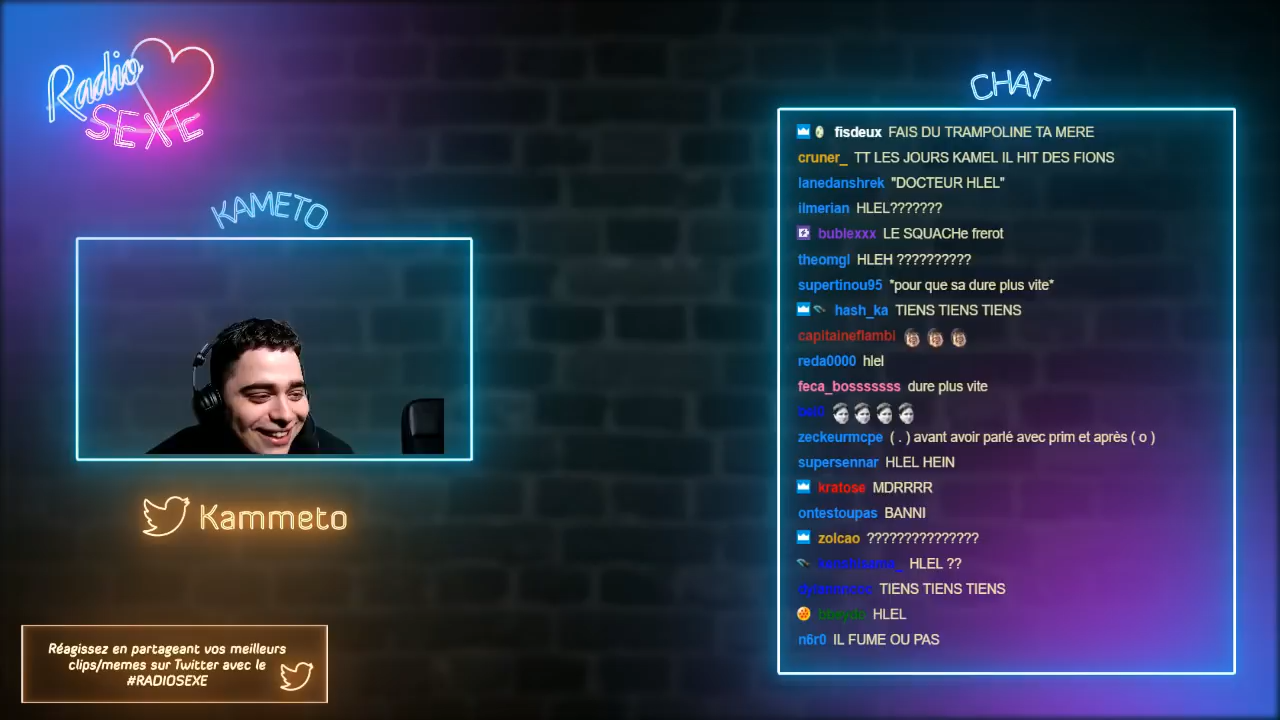 Radio
SEXE
KAMETO
Kammeto
Réagissez en partageant vos meilleurs
clips/memes sur Twitter avec le
#RADIOSEXE
CHAT
fisdeux FAIS DU TRAMPOLINE TA MERE
cruner_ TT LES JOURS KAMEL IL HIT DES FIONS
lanedanshrek "DOCTEUR HLEL"
ilmerian HLEL???????
bublexxx LE SQUACHe frerot
theomgl HLEH ??????????
supertinou95 *pour que sa dure plus vite*
hash_ka TIENS TIENS TIENS
capitaineflambi
reda0000 hlel
feca_bosssssss dure plus vite
zeckeurmcpe ( . ) avant avoir parlé avec prim et après ( o )
supersennar HLEL HEIN
kratose MDRRRR
ontestoupas BANNI
zolcao ???????????????
HLEL ??
TIENS TIENS TIENS
HLEL
n6r0 IL FUME OU PAS